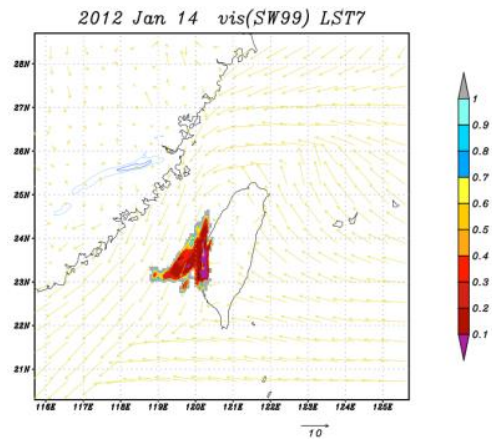 2012 Jan 14 vis(SW99) LST7
28N
27N
26N
25N
24N
23N
22N
21N
116E 117E 118E 119E 120E 121E 122E 123E 124E 125E
1
0.9
0.8
0.7
0.6
0.5
0.4
0.3
0.2
0.1
10